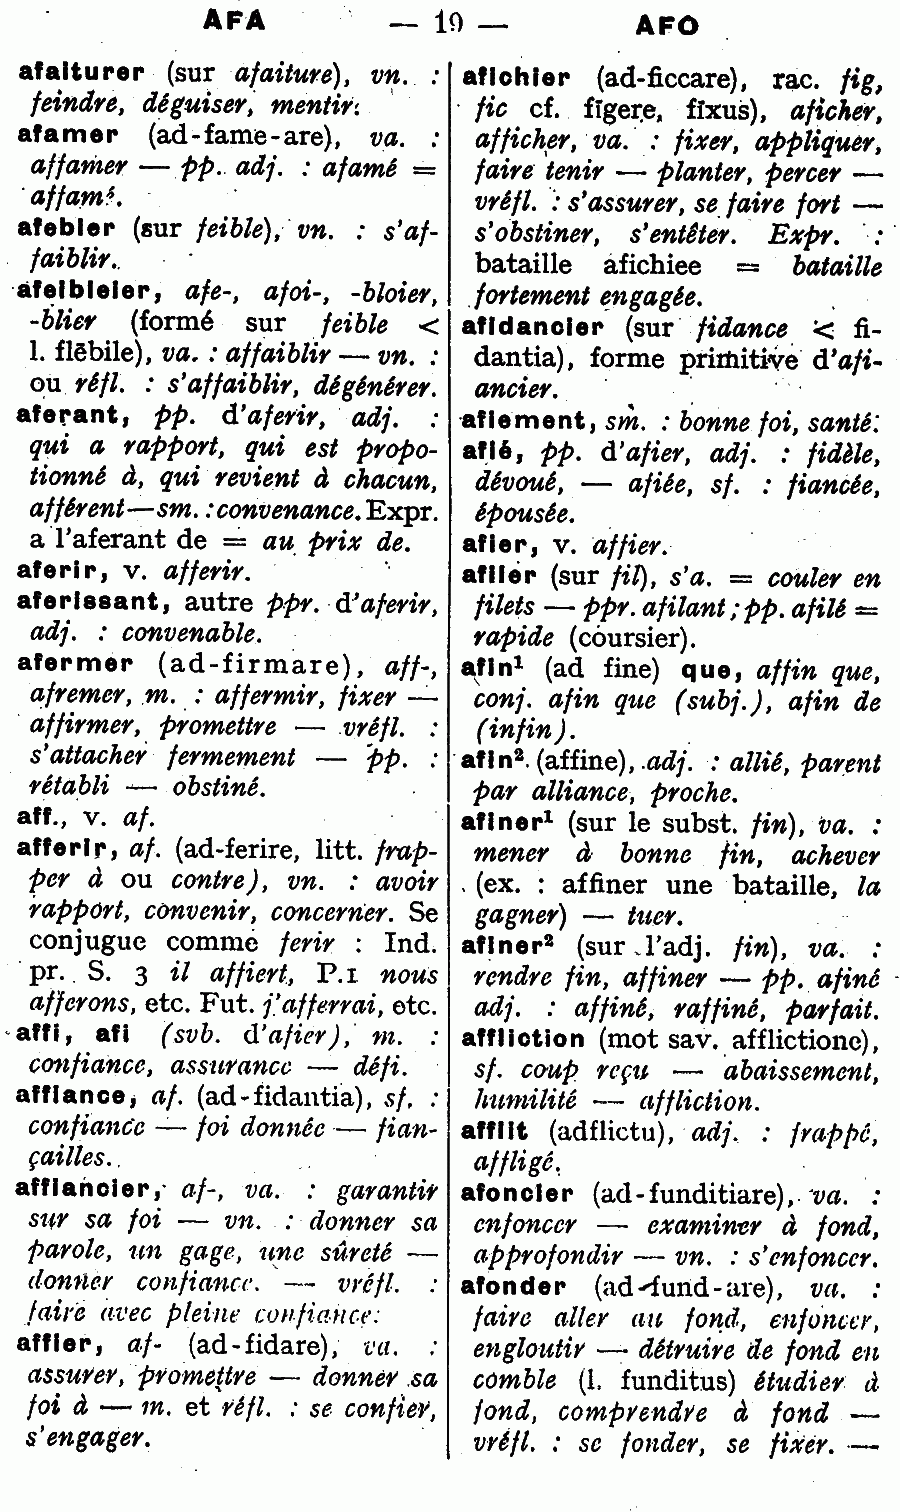 AFA — 19 — AFO
afaiturer (sur afaiture), vn. :
feindre, déguiser, mentir.
afamer (ad-fame-are), va. :
affamer — pp. adj. : afamé =
affamé.
afebler (sur feible), vn. : s'af-
faiblir.
afeibleier, afe-, afoi-, -bloier,
-blier (formé sur feible <
l. flēbile), va. : affaiblir — vn. :
ou réfl. : s'affaiblir, dégénérer.
aferant, pp. d'aferir, adj. :
qui a rapport, qui est propo-
tionné à, qui revient à chacun,
afférent — sm. : convenance. Expr.
a l'aferant de = au prix de.
aferir, v. afferir.
aferissant, autre ppr. d'aferir,
adj. : convenable.
afermer (ad-firmare), aff-,
afremer, m. : affermir, fixer —
affirmer, promettre — vréfl. :
s'attacher fermement — pp. :
rétabli — obstiné.
aff., v. af.
afferir, af. (ad-ferire, litt. frap-
per à ou contre), vn. : avoir
rapport, convenir, concerner. Se
conjugue comme ferir : Ind.
pr. S. 3 il affiert, P.1 nous
afferons, etc. Fut. j'afferrai, etc.
affi, afi (svb. d'afier), m. :
confiance, assurance — défi.
affiance, af. (ad-fidantia), sf. :
confiance — foi donnée — fian-
çailles.
affiancier, af-, va. : garantir
sur sa foi — vn. : donner sa
parole, un gage, une sûreté —
donner confiance. — vréfl. :
faire avec pleine confiance.
affier, af- (ad-fidare), va. :
assurer, promettre — donner sa
foi à — m. et réfl. : se confier,
s'engager.
afichier (ad-ficcare), rac. fig,
fic cf. fīgere, fīxus), aficher,
afficher, va. : fixer, appliquer,
faire tenir — planter, percer —
vréfl. : s'assurer, se faire fort —
s'obstiner, s'entêter. Expr. :
bataille afichiee = bataille
fortement engagée.
afidancier (sur fidance < fi-
dantia), forme primitive d'afi-
ancier.
afiement, sm. : bonne foi, santé.
afié, pp. d'afier, adj. : fidèle,
dévoué, — afiée, sf. : fiancée,
épousée.
afier, v. affier.
afiler (sur fil), s'a. = couler en
filets — ppr. afilant ; pp. afilé =
rapide (coursier).
afin¹ (ad fine) que, affin que,
conj. afin que (subj.), afin de
(infin).
afin² (affine), adj. : allié, parent
par alliance, proche.
afiner¹ (sur le subst. fin), va. :
mener à bonne fin, achever
(ex. : affiner une bataille, la
gagner) — tuer.
afiner² (sur l'adj. fin), va. :
rendre fin, affiner — pp. afiné
adj. : affiné, raffiné, parfait.
affliction (mot sav. afflictione),
sf. coup reçu — abaissement,
humilité — affliction.
afflit (adflictu), adj. : frappé,
affligé.
afoncier (ad-funditiare), va. :
enfoncer — examiner à fond,
approfondir — vn. : s'enfoncer.
afonder (ad-fund-are), va. :
faire aller au fond, enfoncer,
engloutir — détruire de fond en
comble (l. funditus) étudier à
fond, comprendre à fond —
vréfl. : se fonder, se fixer. —